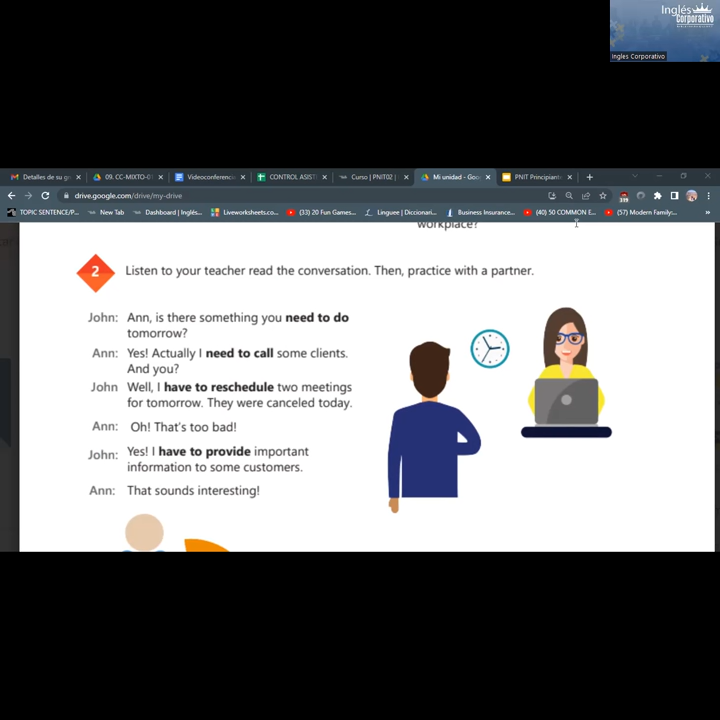 Inglés
Corporativo
Ingles Corporativo
Detalles de su g
09. CC-MIXTO-01
Videoconferenci
CONTROL ASIST
Curso | PNIT02 |
Mi unidad - Goo
PNIT Principiant
drive.google.com/drive/my-drive
TOPIC SENTENCE/P...
New Tab
Dashboard | Inglés...
Liveworksheets.co...
(33) 20 Fun Games...
Linguee | Diccionari...
Business Insurance...
(40) 50 COMMON E...
(57) Modern Family:...
»
workplace?
2 Listen to your teacher read the conversation. Then, practice with a partner.
John: Ann, is there something you need to do
tomorrow?
Ann: Yes! Actually I need to call some clients.
And you?
John Well, I have to reschedule two meetings
for tomorrow. They were canceled today.
Ann: Oh! That's too bad!
John: Yes! I have to provide important
information to some customers.
Ann: That sounds interesting!